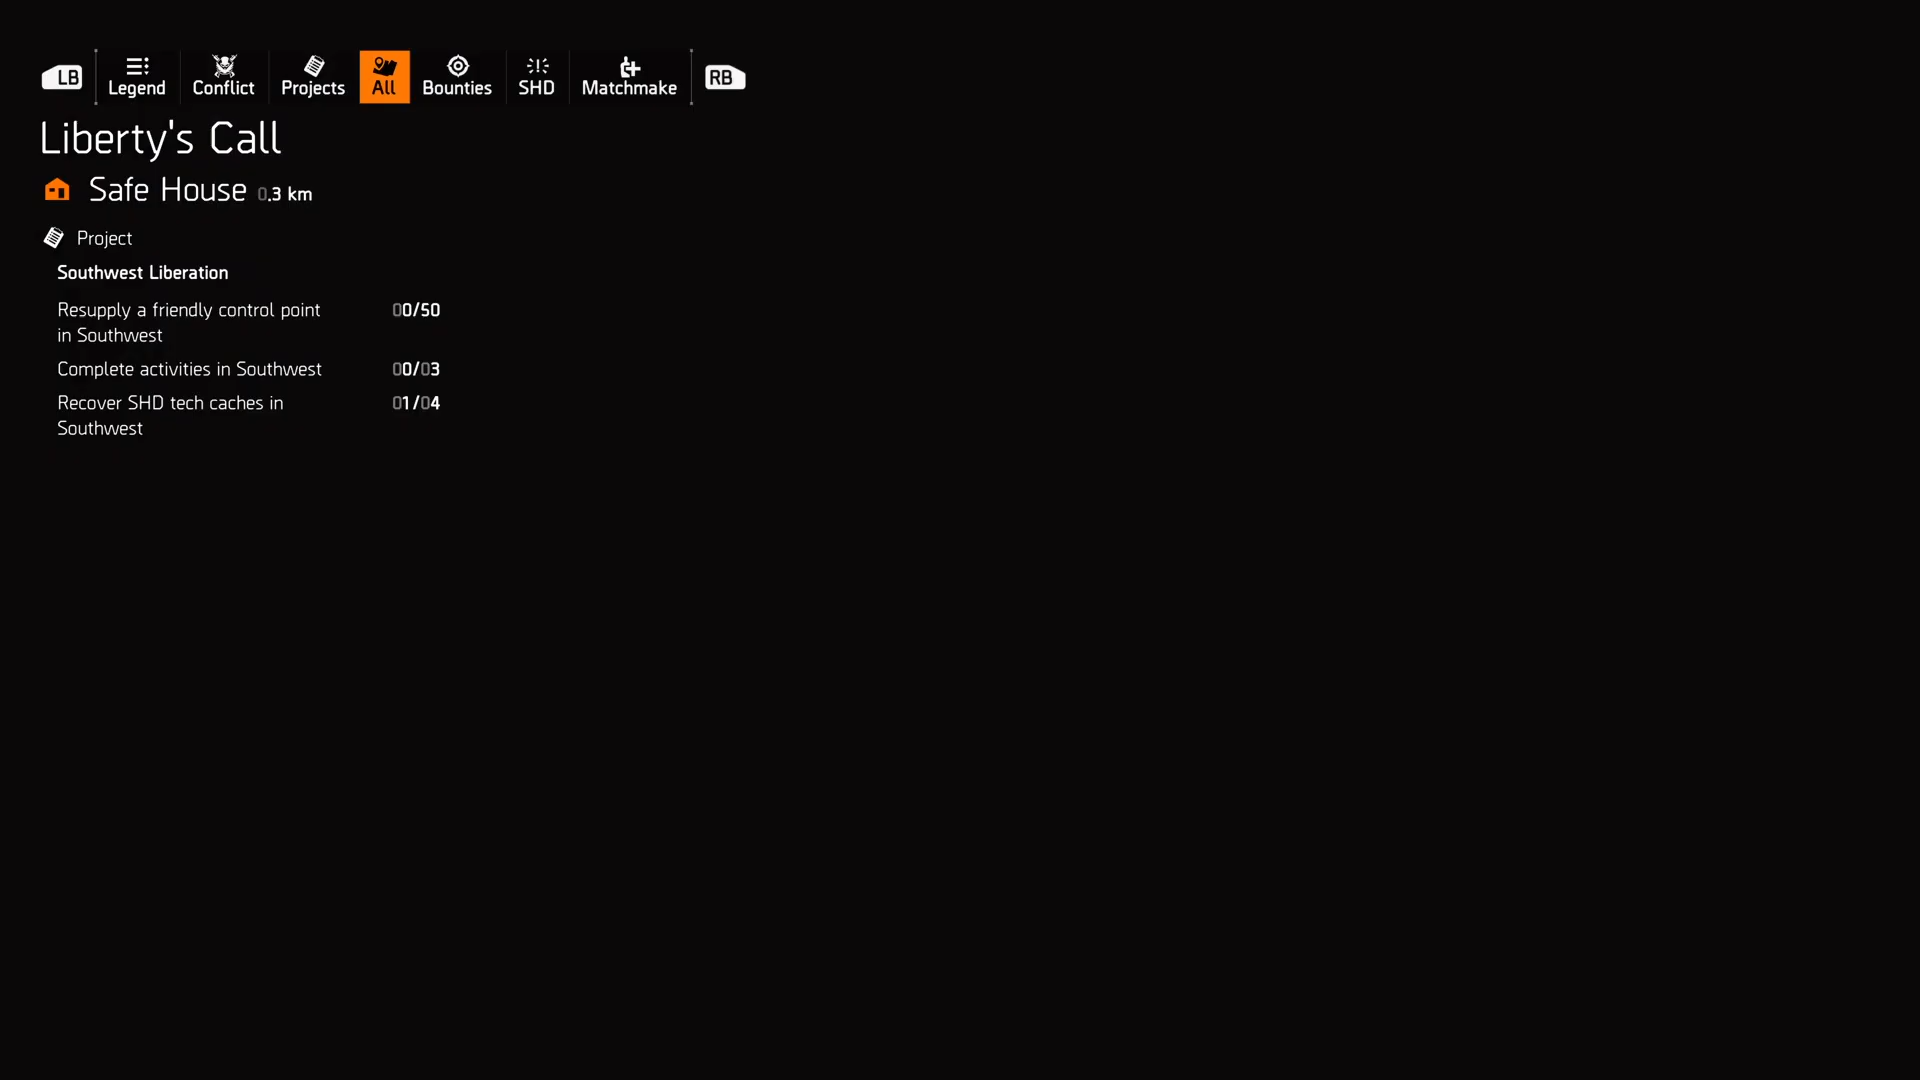 LB Legend Conflict Projects All Bounties SHD Matchmake RB
Liberty's Call
Safe House 0.3 km
Project
Southwest Liberation
Resupply a friendly control point 00/50
in Southwest
Complete activities in Southwest 00/03
Recover SHD tech caches in 01/04
Southwest